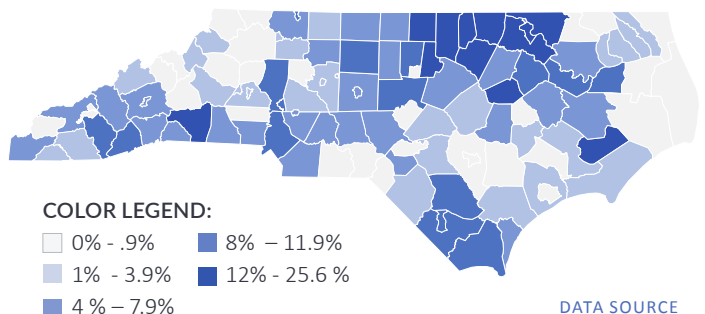 COLOR LEGEND:
0% - .9%
8% – 11.9%
1% - 3.9%
12% - 25.6 %
4 % – 7.9%
DATA SOURCE